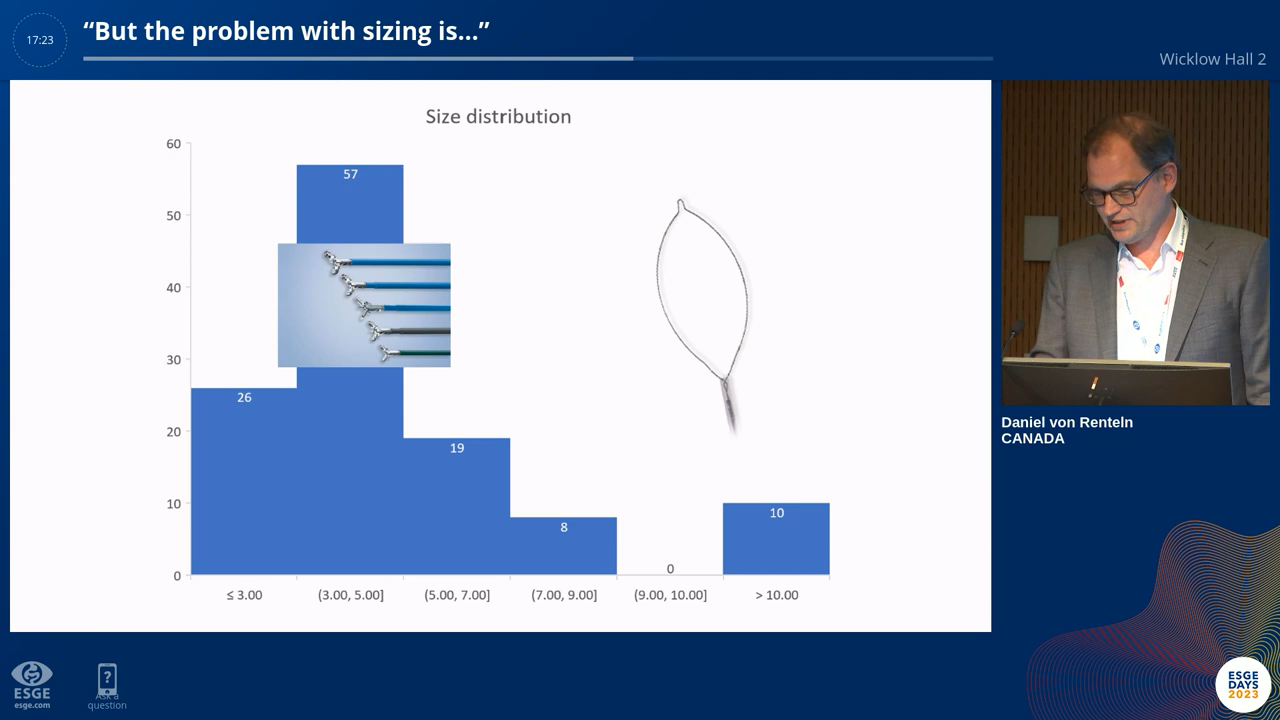 17:23
“But the problem with sizing is...”
Wicklow Hall 2
Size distribution
60
50
40
30
20
10
0
57
26
19
8
0
10
≤ 3.00
(3.00, 5.00]
(5.00, 7.00]
(7.00, 9.00]
(9.00, 10.00]
> 10.00
Daniel von Renteln
CANADA
ESGE
esge.com
?
Ask a
question
ESGE
DAYS
2023